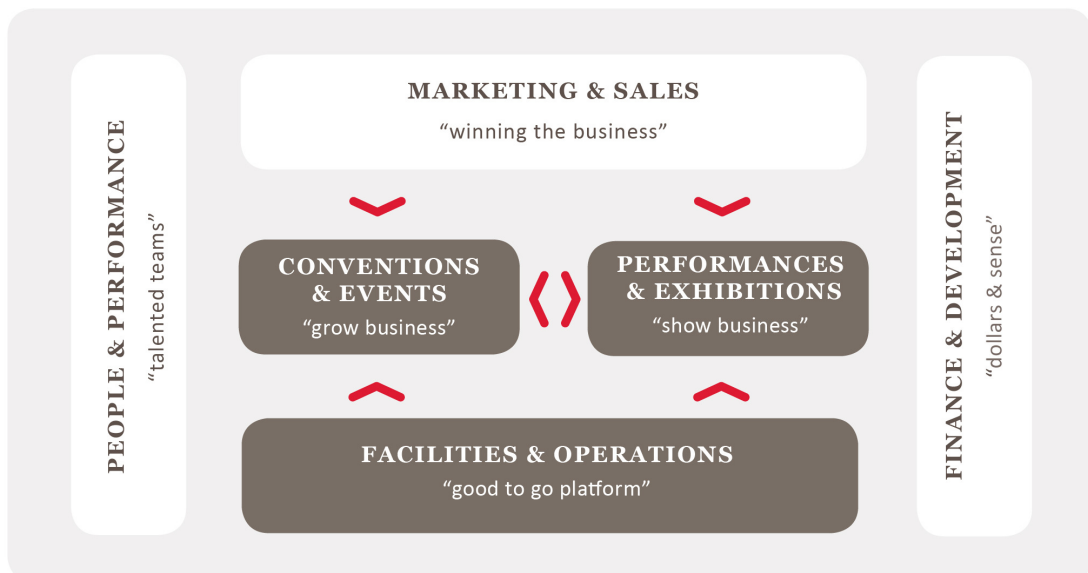 PEOPLE & PERFORMANCE
“talented teams”
MARKETING & SALES
“winning the business”
CONVENTIONS
& EVENTS
“grow business”
PERFORMANCES
& EXHIBITIONS
“show business”
FACILITIES & OPERATIONS
“good to go platform”
FINANCE & DEVELOPMENT
“dollars & sense”